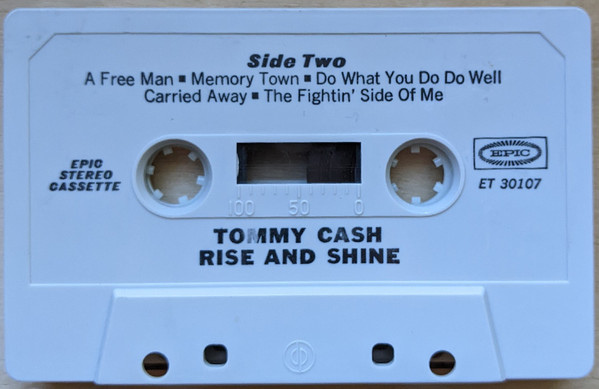 Side Two
A Free Man ▪ Memory Town ▪ Do What You Do Do Well
Carried Away ▪ The Fightin' Side Of Me
EPIC
STEREO
CASSETTE
EPIC
ET 30107
100 50 0
TOMMY CASH
RISE AND SHINE